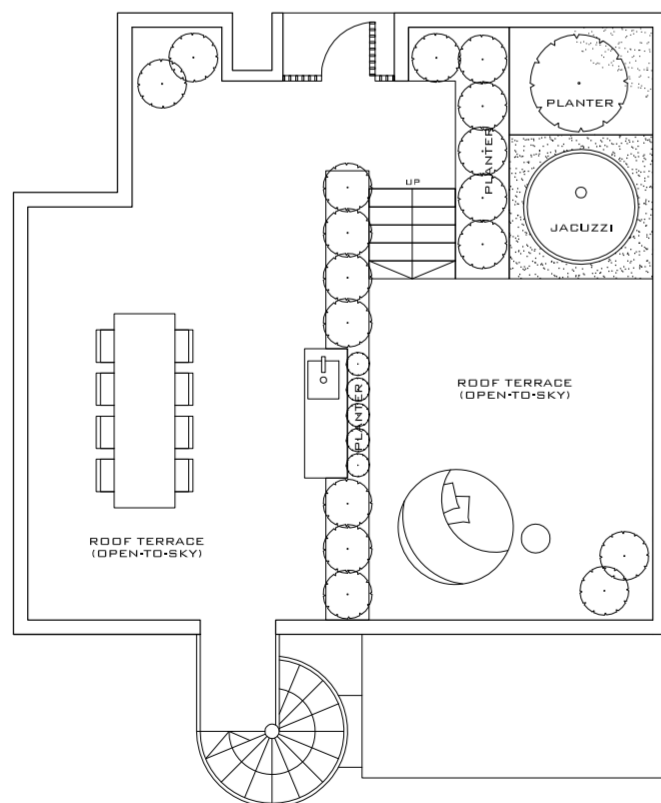 PLANTER
PLANTER
UP
JACUZZI
ROOF TERRACE
(OPEN-TO-SKY)
PLANTER
ROOF TERRACE
(OPEN-TO-SKY)